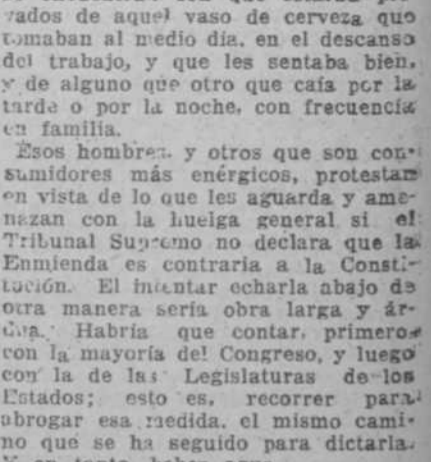 vados de aquel vaso de cerveza que
tomaban al medio día, en el descanso
del trabajo, y que les sentaba bien,
y de alguno que otro que caía por la
tarde o por la noche, con frecuencia
en familia.
Esos hombres, y otros que son con-
sumidores más enérgicos, protestan
en vista de lo que les aguarda y ame-
nazan con la huelga general si el
Tribunal Supremo no declara que la
Enmienda es contraria a la Consti-
tución. El intentar echarla abajo de
otra manera sería obra larga y ár-
dua. Habría que contar, primero
con la mayoría del Congreso, y luego
con la de las Legislaturas de los
Estados; esto es, recorrer para
abrogar esa medida, el mismo cami-
no que se ha seguido para dictarla.